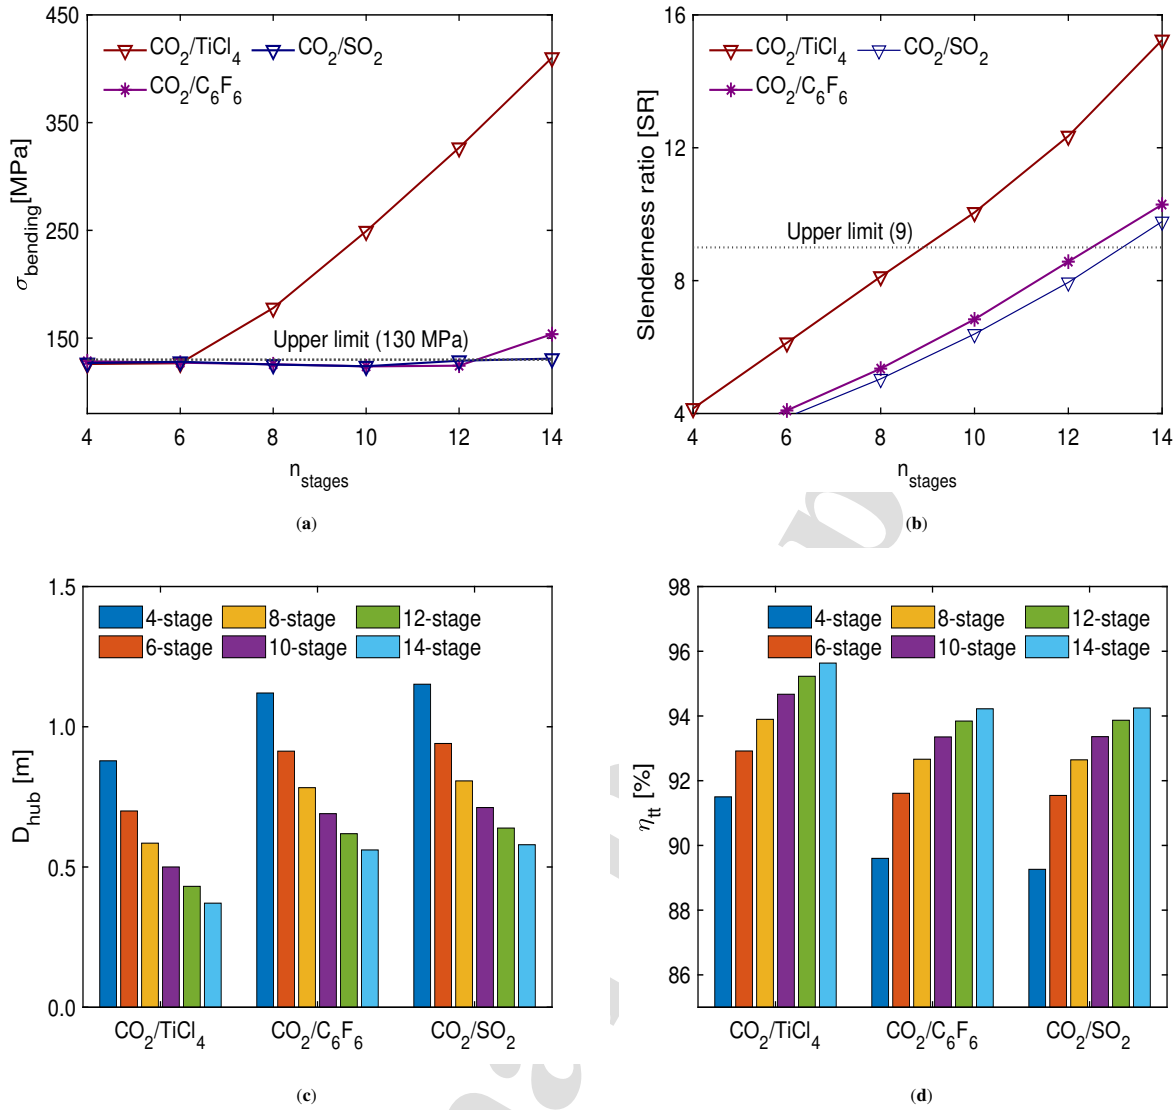 450
350
250
150
σbending[MPa]
CO2/TiCl4 CO2/SO2
CO2/C6F6
Upper limit (130 MPa)
4 6 8 10 12 14
nstages
(a)
16
12
8
4
Slenderness ratio [SR]
CO2/TiCl4 CO2/SO2
CO2/C6F6
Upper limit (9)
4 6 8 10 12 14
nstages
(b)
1.5
1.0
0.5
0.0
Dhub [m]
4-stage 8-stage 12-stage
6-stage 10-stage 14-stage
CO2/TiCl4 CO2/C6F6 CO2/SO2
(c)
98
96
94
92
90
88
86
ηtt [%]
4-stage 8-stage 12-stage
6-stage 10-stage 14-stage
CO2/TiCl4 CO2/C6F6 CO2/SO2
(d)